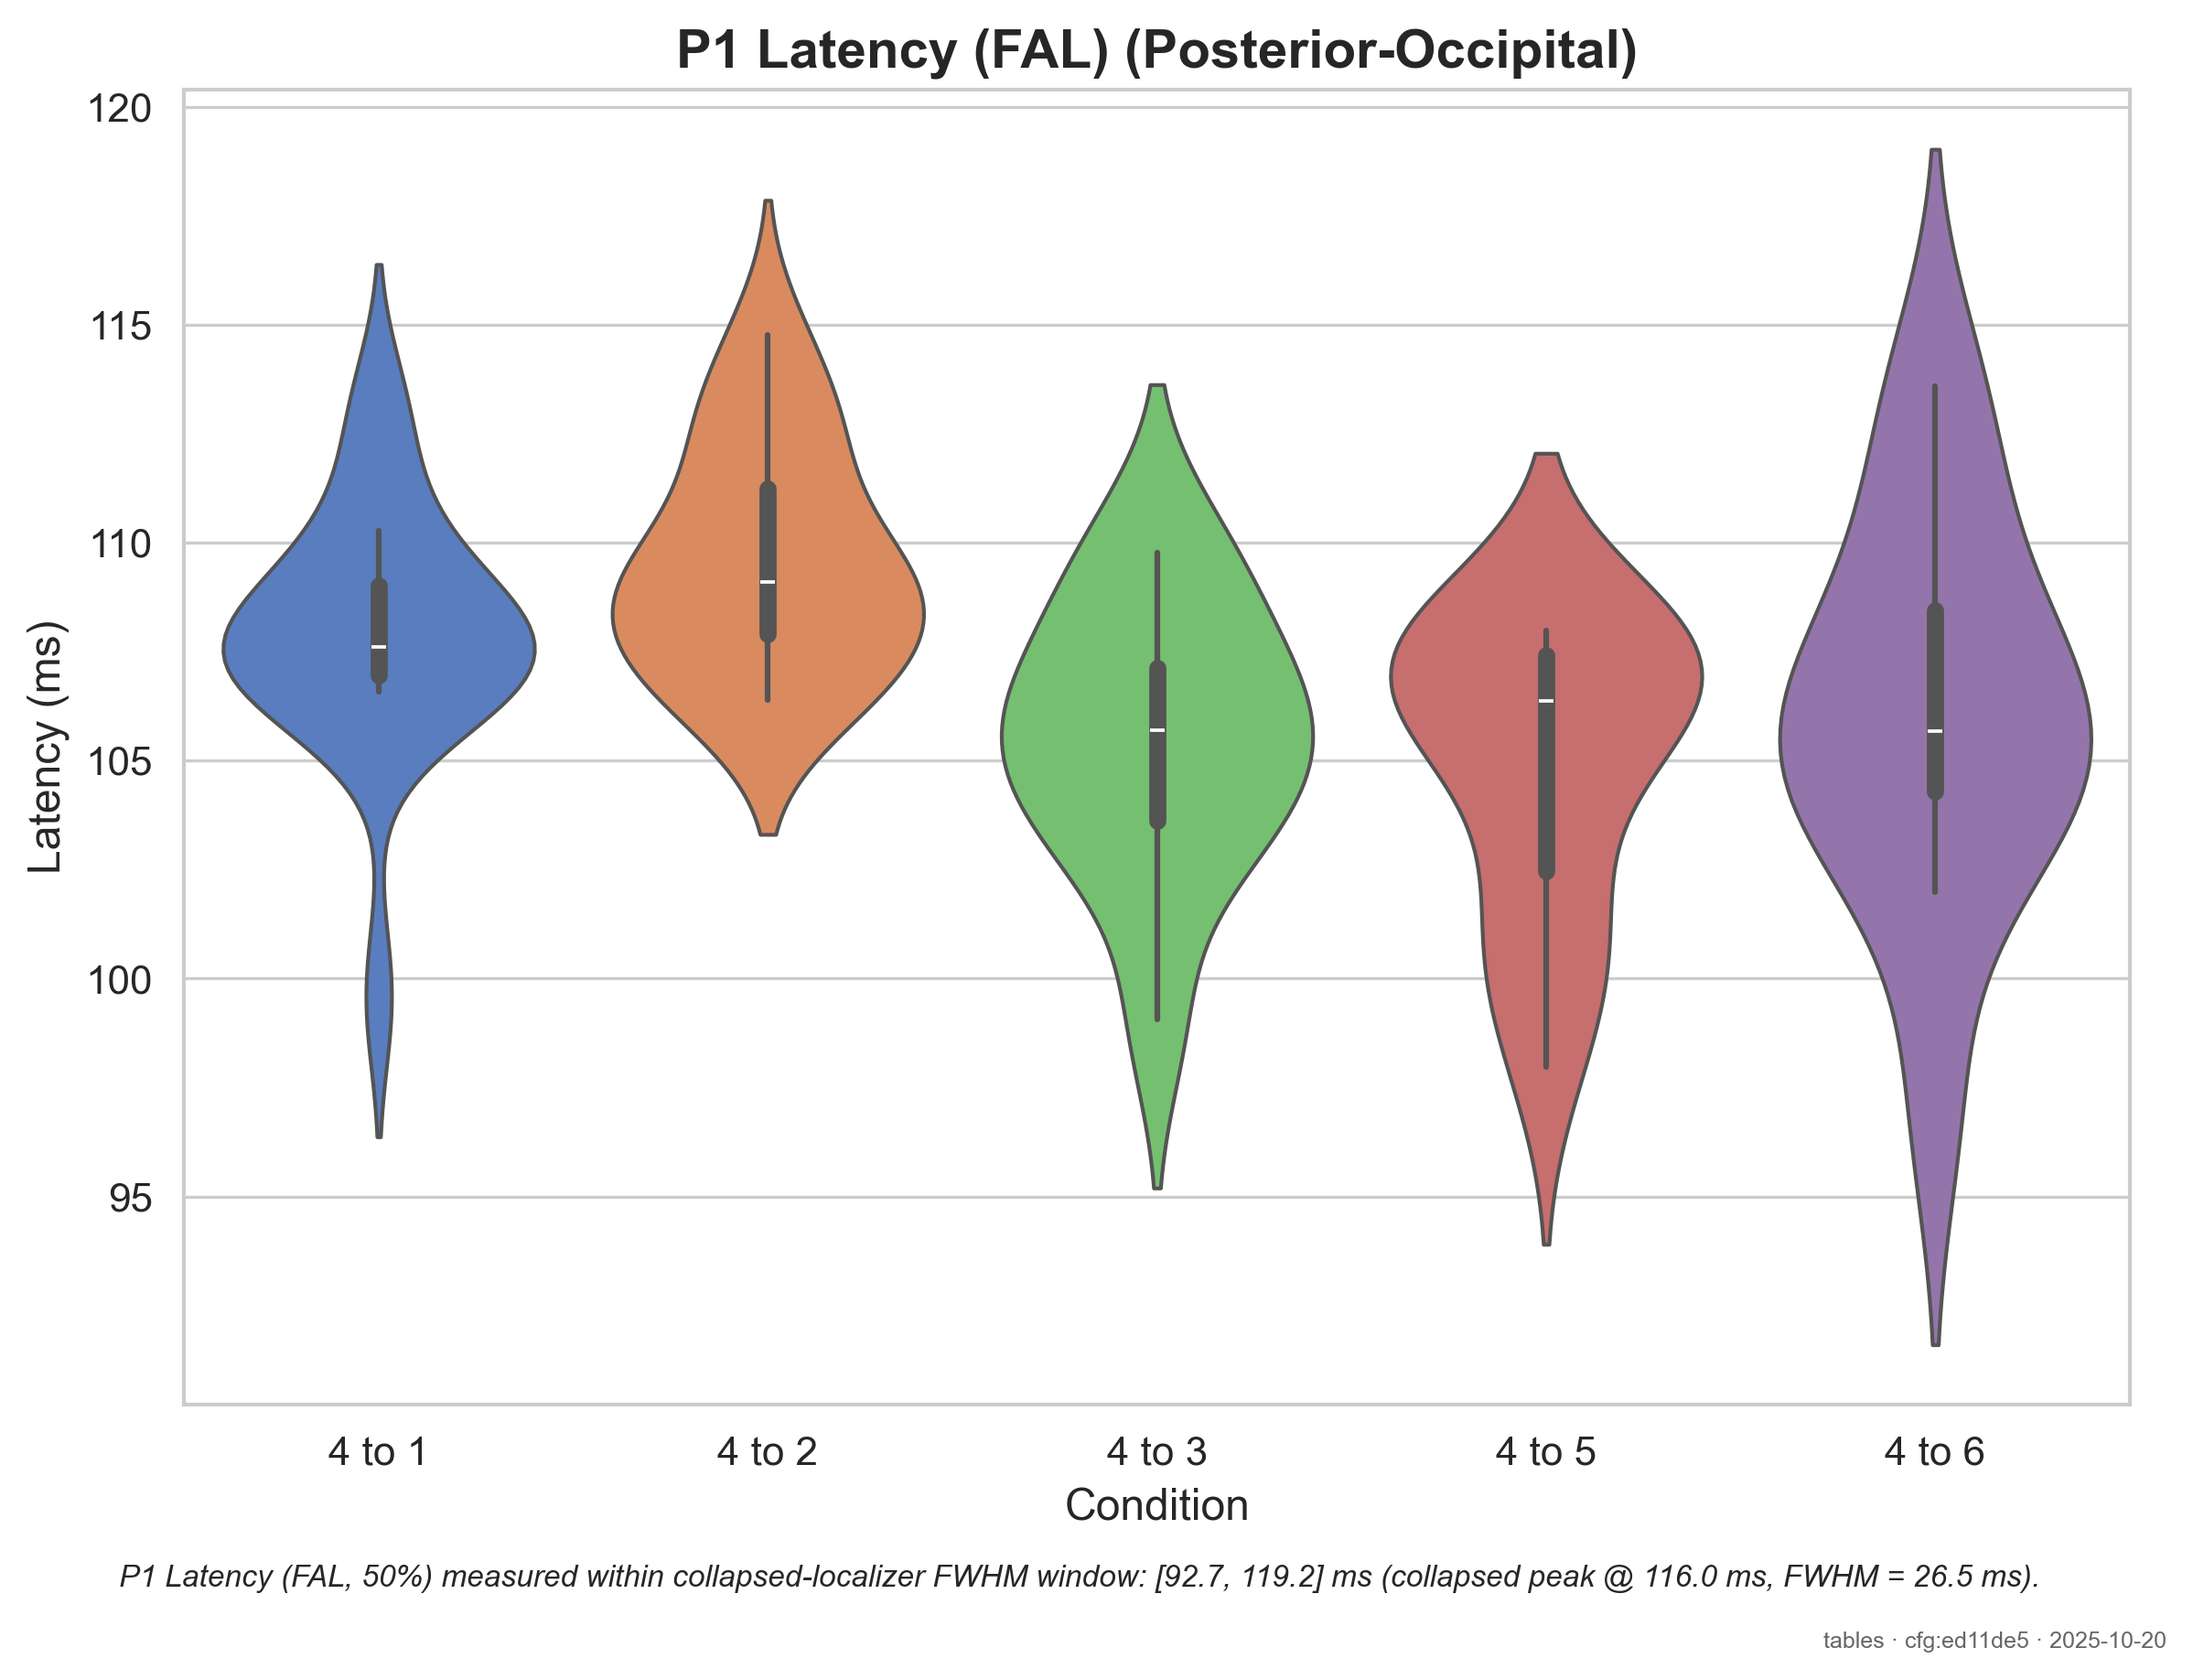 P1 Latency (FAL) (Posterior-Occipital)
120
115
110
105
100
95
Latency (ms)
4 to 1
4 to 2
4 to 3
4 to 5
4 to 6
Condition
P1 Latency (FAL, 50%) measured within collapsed-localizer FWHM window: [92.7, 119.2] ms (collapsed peak @ 116.0 ms, FWHM = 26.5 ms).
tables · cfg:ed11de5 · 2025-10-20